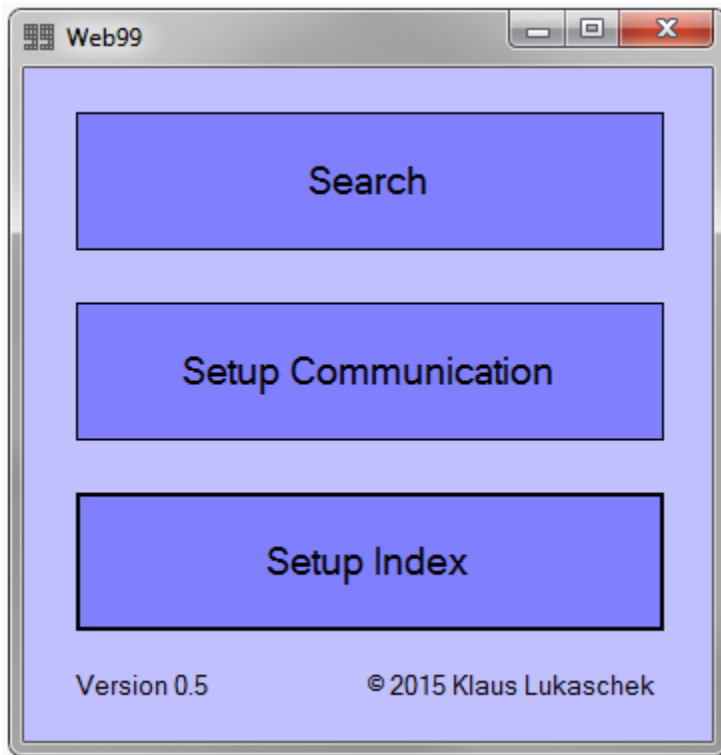 Web99
Search
Setup Communication
Setup Index
Version 0.5 © 2015 Klaus Lukaschek